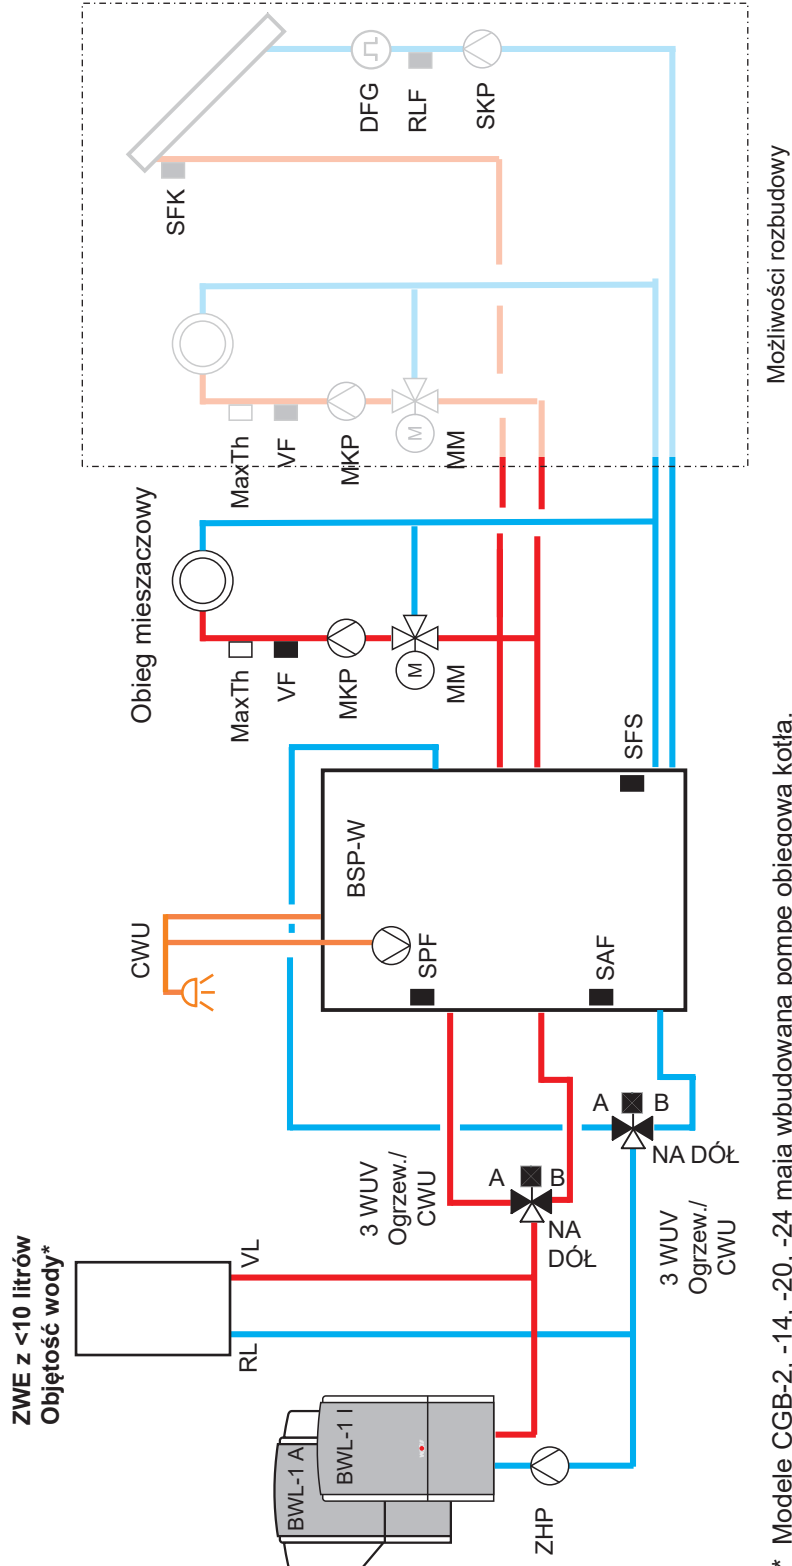 ZWE z <10 litrów
Objętość wody*
RL
VL
BWL-1 A
BWL-1 I
ZHP
3 WUV
Ogrzew./
CWU
A
B
NA
DÓŁ
3 WUV
Ogrzew./
CWU
A
B
NA DÓŁ
CWU
BSP-W
SPF
SAF
SFS
Obieg mieszaczowy
MaxTh
VF
MKP
M
MM
MaxTh
VF
MKP
M
MM
SFK
DFG
RLF
SKP
Możliwości rozbudowy
* Modele CGB-2, -14, -20, -24 mają wbudowaną pompę obiegową kotła.